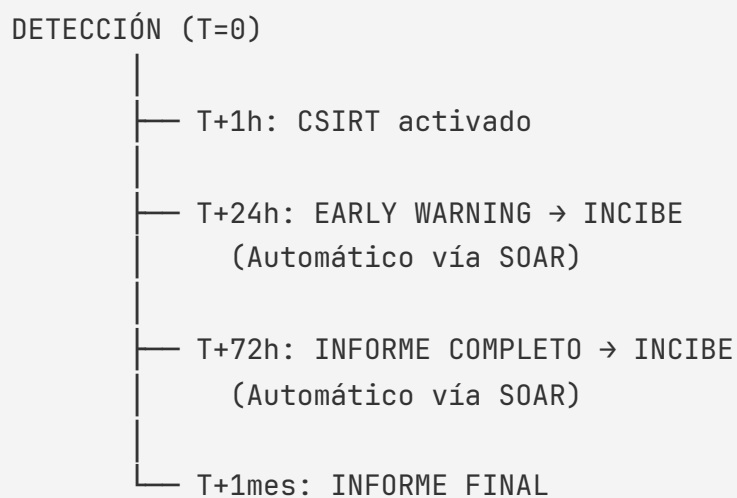 DETECCIÓN (T=0)
T+1h: CSIRT activado
T+24h: EARLY WARNING → INCIBE
(Automático vía SOAR)
T+72h: INFORME COMPLETO → INCIBE
(Automático vía SOAR)
T+1mes: INFORME FINAL